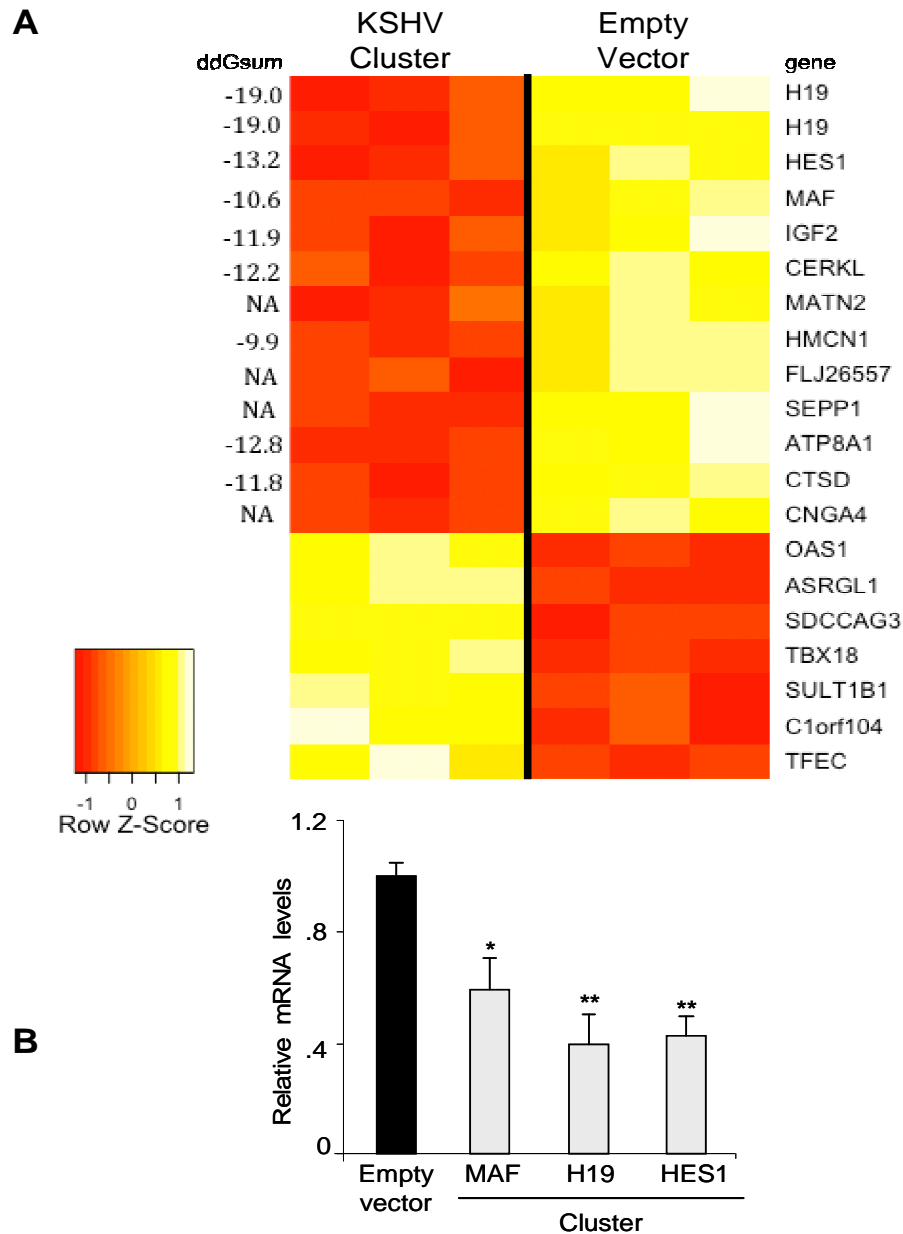 A
KSHV
Cluster
Empty
Vector
ddGsum
gene
-19.0 H19
-19.0 H19
-13.2 HES1
-10.6 MAF
-11.9 IGF2
-12.2 CERKL
NA MATN2
-9.9 HMCN1
NA FLJ26557
NA SEPP1
-12.8 ATP8A1
-11.8 CTSD
NA CNGA4
OAS1
ASRGL1
SDCCAG3
TBX18
SULT1B1
C1orf104
TFEC
-1 0 1
Row Z-Score
B
Relative mRNA levels
1.2
.8
.4
0
*
**
**
Empty
vector
MAF H19 HES1
Cluster